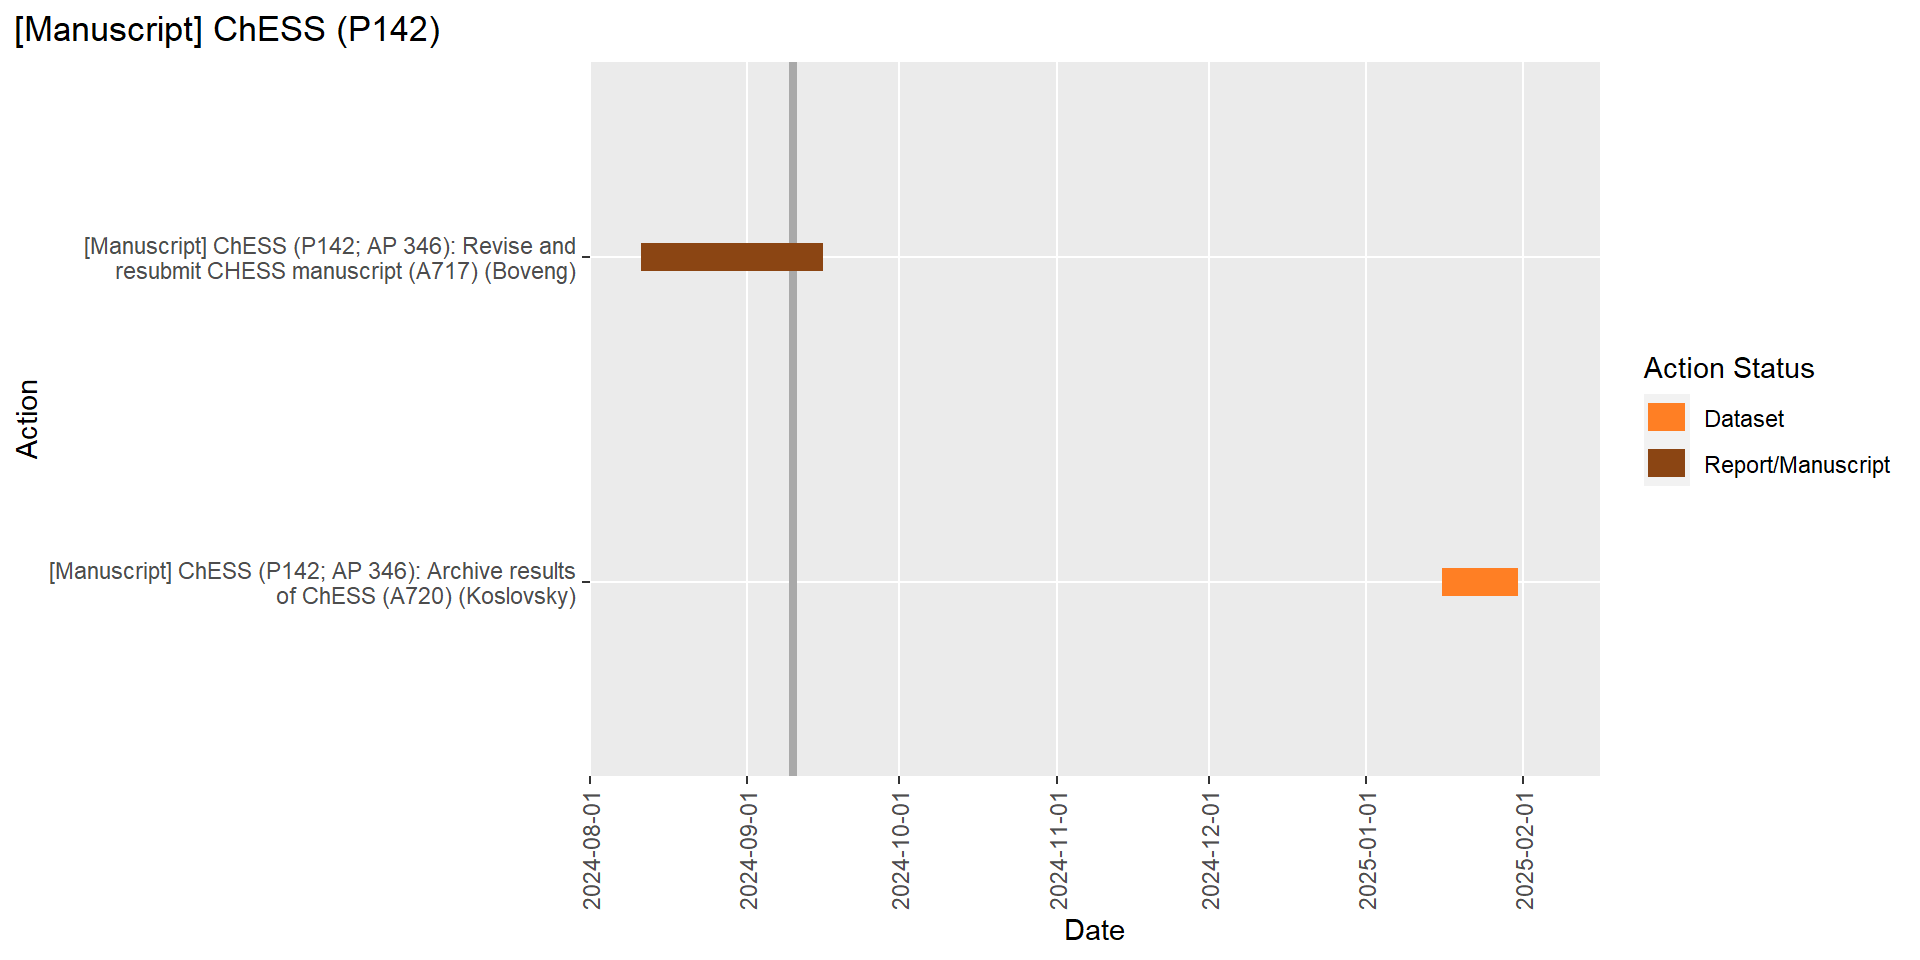 [Manuscript] ChESS (P142)
[Manuscript] ChESS (P142; AP 346): Revise and
resubmit CHESS manuscript (A717) (Boveng)
[Manuscript] ChESS (P142; AP 346): Archive results
of ChESS (A720) (Koslovsky)
Action
2024-08-01
2024-09-01
2024-10-01
2024-11-01
2024-12-01
2025-01-01
2025-02-01
Date
Action Status
Dataset
Report/Manuscript